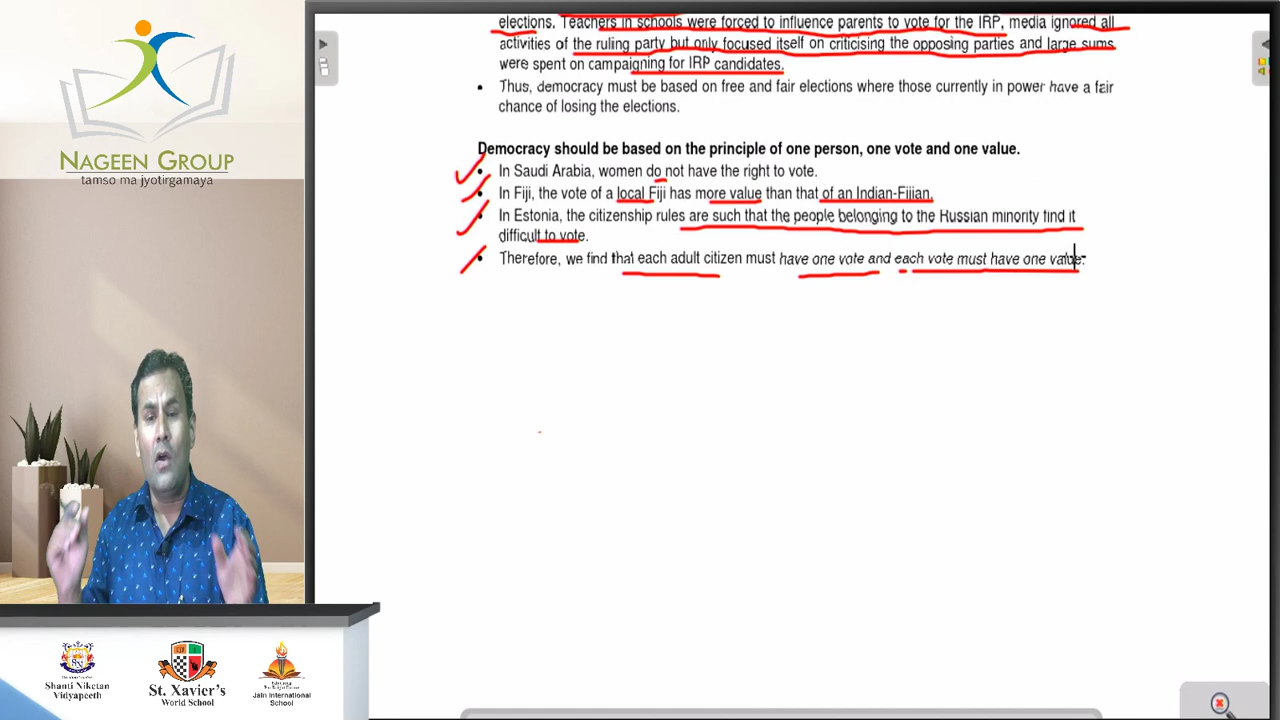 elections. Teachers in schools were forced to influence parents to vote for the IRP, media ignored all
activities of the ruling party but only focused itself on criticising the opposing parties and large sums
were spent on campaigning for IRP candidates.
• Thus, democracy must be based on free and fair elections where those currently in power have a fair
chance of losing the elections.
Democracy should be based on the principle of one person, one vote and one value.
• In Saudi Arabia, women do not have the right to vote.
• In Fiji, the vote of a local Fiji has more value than that of an Indian-Fijian.
• In Estonia, the citizenship rules are such that the people belonging to the Russian minority find it
difficult to vote.
• Therefore, we find that each adult citizen must have one vote and each vote must have one value.
NAGEEN GROUP
tamso ma jyotirgamaya
Shanti Niketan
Vidyapeeth
St. Xavier's
World School
Jain International
School